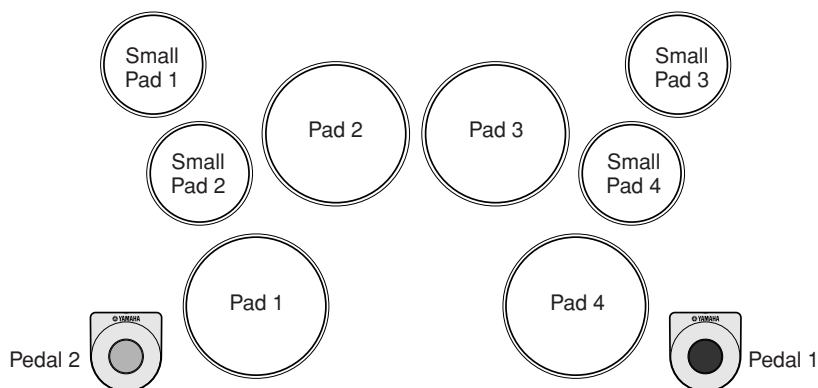 Small
Pad 1
Small
Pad 3
Pad 2
Pad 3
Small
Pad 2
Small
Pad 4
Pad 1
Pad 4
YAMAHA
YAMAHA
Pedal 2
Pedal 1